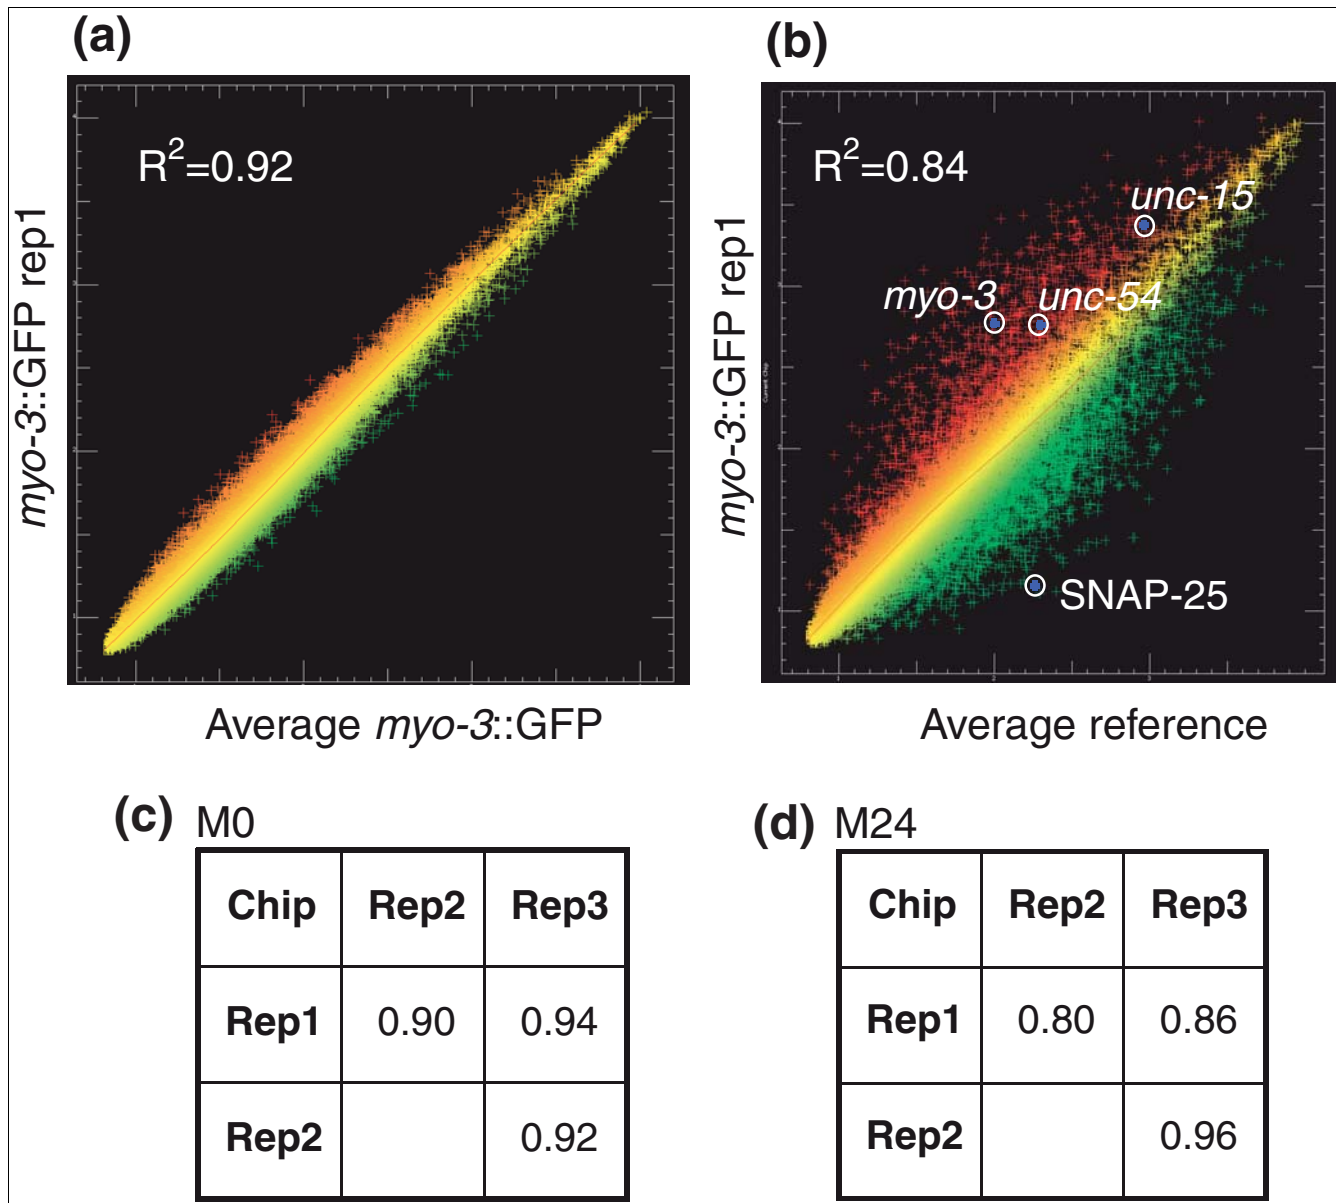 (a)
(b)
R²=0.92
R²=0.84
unc-15
myo-3
unc-54
SNAP-25
myo-3::GFP rep1
myo-3::GFP rep1
Current Chip
Average myo-3::GFP
Average reference
(c) M0
Chip Rep2 Rep3
Rep1 0.90 0.94
Rep2 0.92
(d) M24
Chip Rep2 Rep3
Rep1 0.80 0.86
Rep2 0.96